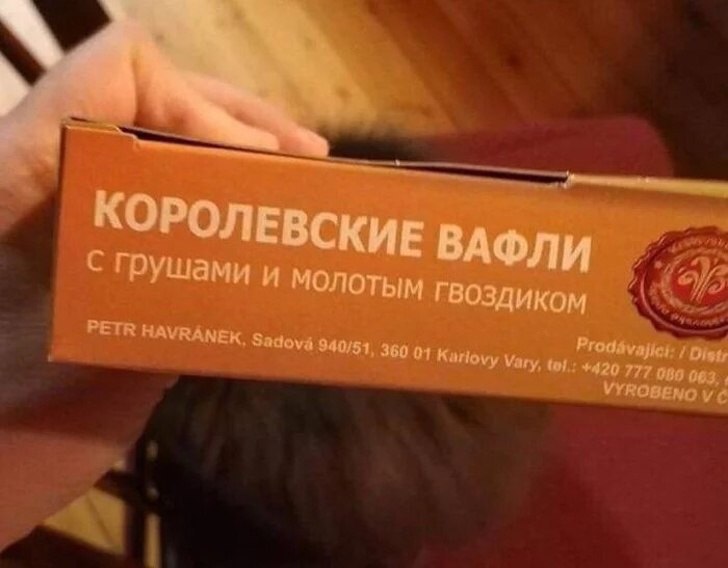 КОРОЛЕВСКИЕ ВАФЛИ
с грушами и молотым гвоздиком
Prodávající: / Distr
PETR HAVRÁNEK, Sadová 940/51, 360 01 Karlovy Vary, tel.: +420 777 080 063,
VYROBENO V Č